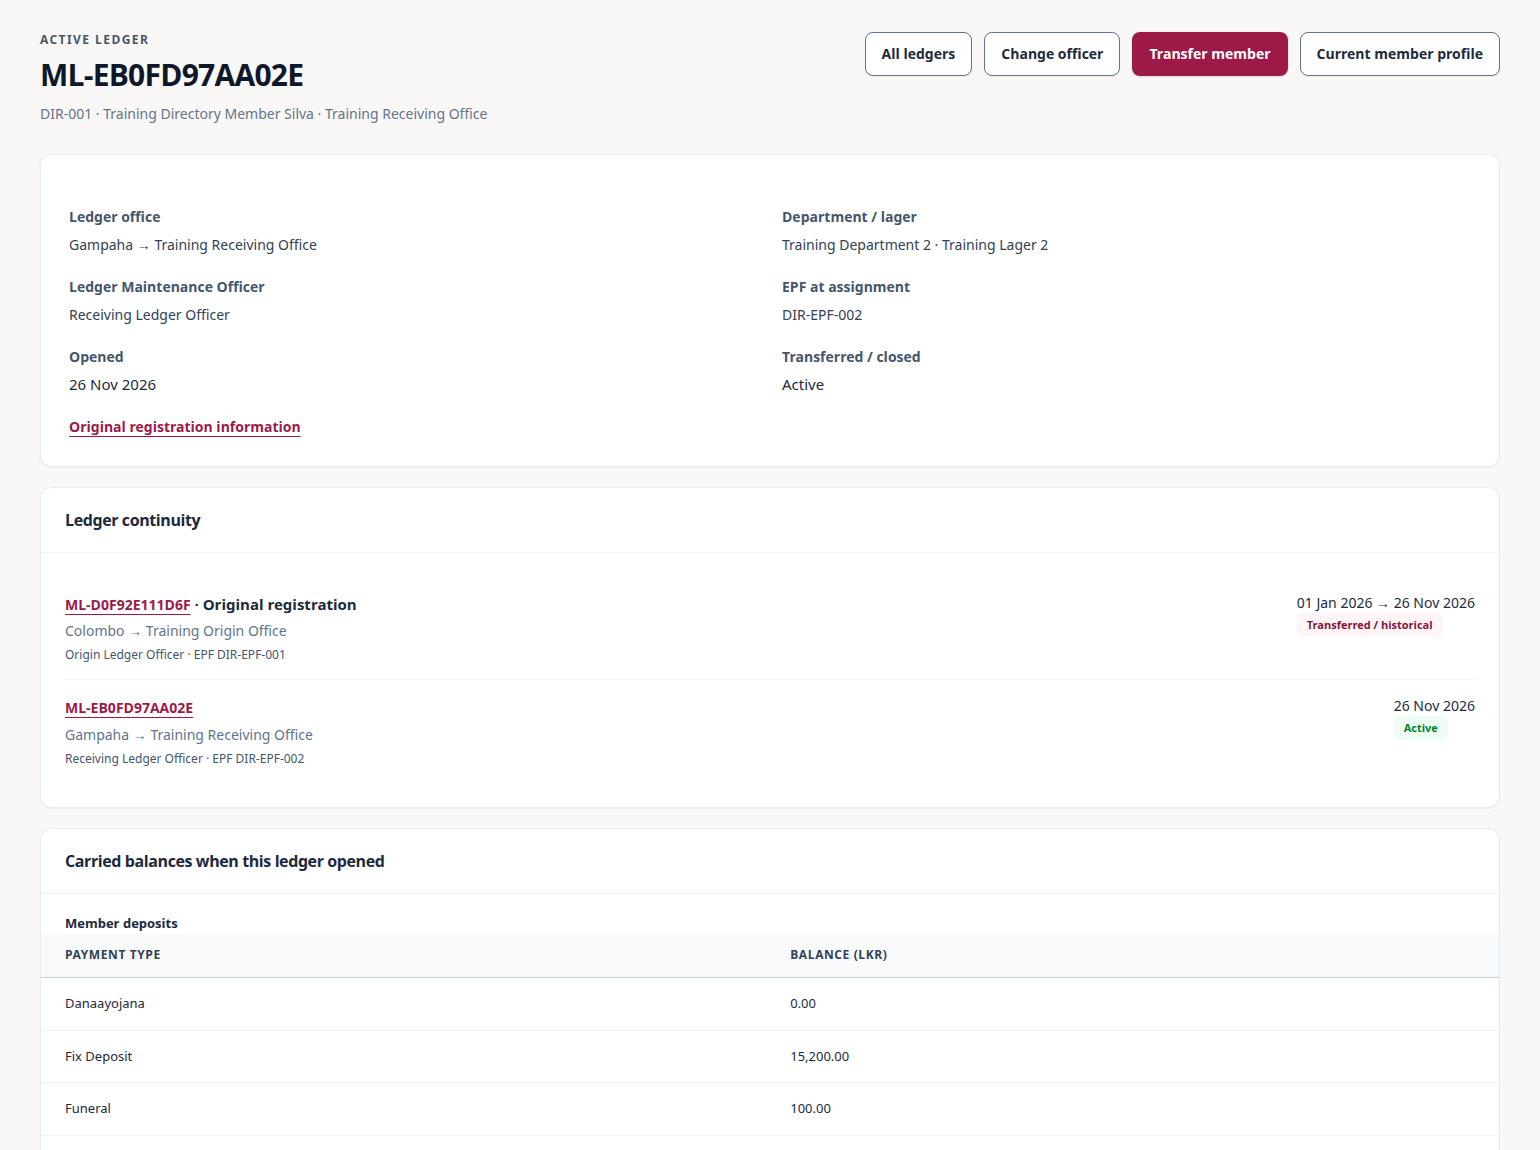 ACTIVE LEDGER
ML-EB0FD97AA02E
DIR-001 · Training Directory Member Silva · Training Receiving Office
All ledgers
Change officer
Transfer member
Current member profile
Ledger office
Gampaha → Training Receiving Office
Department / lager
Training Department 2 · Training Lager 2
Ledger Maintenance Officer
Receiving Ledger Officer
EPF at assignment
DIR-EPF-002
Opened
26 Nov 2026
Transferred / closed
Active
Original registration information
Ledger continuity
ML-D0F92E111D6F · Original registration
Colombo → Training Origin Office
Origin Ledger Officer · EPF DIR-EPF-001
01 Jan 2026 → 26 Nov 2026
Transferred / historical
ML-EB0FD97AA02E
Gampaha → Training Receiving Office
Receiving Ledger Officer · EPF DIR-EPF-002
26 Nov 2026
Active
Carried balances when this ledger opened
Member deposits
PAYMENT TYPE BALANCE (LKR)
Danaayojana 0.00
Fix Deposit 15,200.00
Funeral 100.00